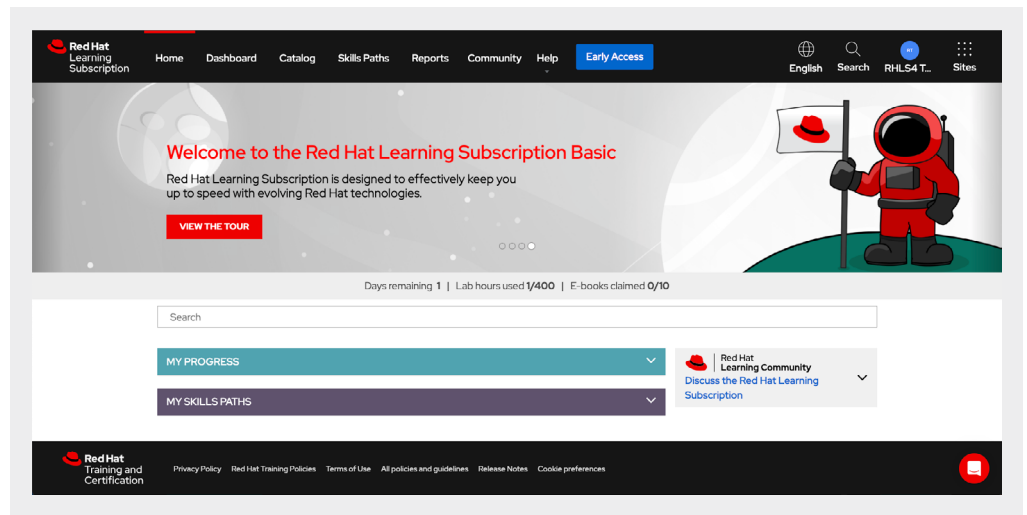 Red Hat
Learning
Subscription
Home Dashboard Catalog Skills Paths Reports Community Help Early Access
English Search RHLS4 T... Sites
Welcome to the Red Hat Learning Subscription Basic
Red Hat Learning Subscription is designed to effectively keep you
up to speed with evolving Red Hat technologies.
VIEW THE TOUR
Days remaining 1 | Lab hours used 1/400 | E-books claimed 0/10
Search
MY PROGRESS
MY SKILLS PATHS
Red Hat
Learning Community
Discuss the Red Hat Learning
Subscription
Red Hat
Training and
Certification
Privacy Policy Red Hat Training Policies Terms of Use All policies and guidelines Release Notes Cookie preferences